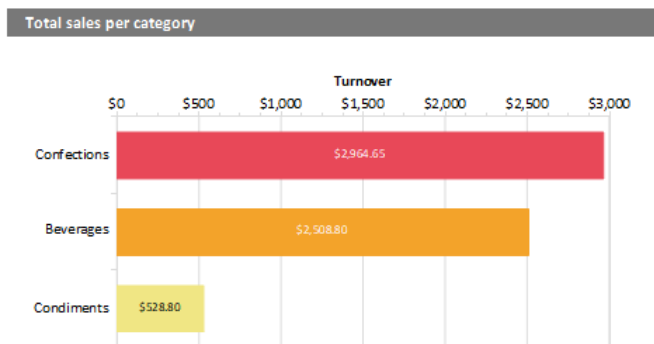 Total sales per category
Turnover
$0 $500 $1,000 $1,500 $2,000 $2,500 $3,000
Confections $2,964.65
Beverages $2,508.80
Condiments $528.80